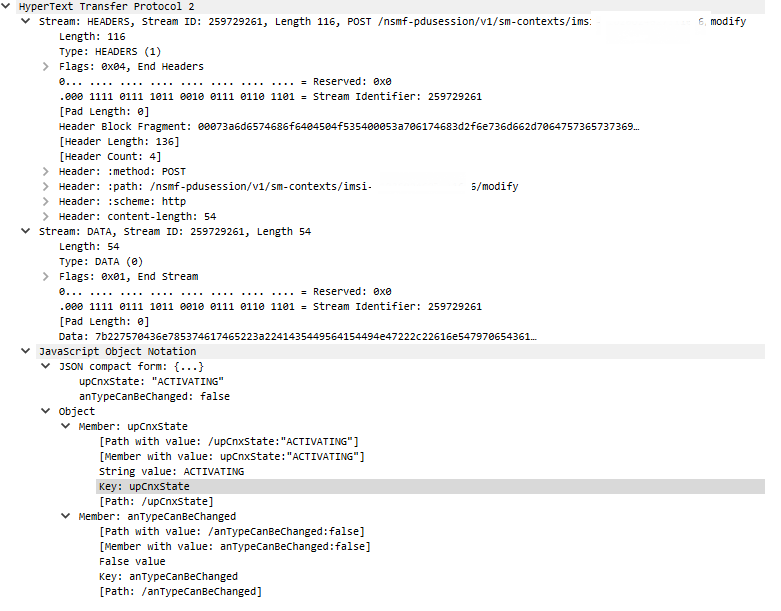 HyperText Transfer Protocol 2
Stream: HEADERS, Stream ID: 259729261, Length 116, POST /nsmf-pdusession/v1/sm-contexts/imsi 6/modify
Length: 116
Type: HEADERS (1)
Flags: 0x04, End Headers
0... .... .... .... .... .... .... .... = Reserved: 0x0
.000 1111 0111 1011 0010 0111 0110 1101 = Stream Identifier: 259729261
[Pad Length: 0]
Header Block Fragment: 00073a6d6574686f6404504f535400053a706174683d2f6e736d662d7064757365737369…
[Header Length: 136]
[Header Count: 4]
Header: :method: POST
Header: :path: /nsmf-pdusession/v1/sm-contexts/imsi- 6/modify
Header: :scheme: http
Header: content-length: 54
Stream: DATA, Stream ID: 259729261, Length 54
Length: 54
Type: DATA (0)
Flags: 0x01, End Stream
0... .... .... .... .... .... .... .... = Reserved: 0x0
.000 1111 0111 1011 0010 0111 0110 1101 = Stream Identifier: 259729261
[Pad Length: 0]
Data: 7b227570436e785374617465223a2241435449564154494e47222c22616e547970654361…
JavaScript Object Notation
JSON compact form: {...}
upCnxState: "ACTIVATING"
anTypeCanBeChanged: false
Object
Member: upCnxState
[Path with value: /upCnxState:"ACTIVATING"]
[Member with value: upCnxState:"ACTIVATING"]
String value: ACTIVATING
Key: upCnxState
[Path: /upCnxState]
Member: anTypeCanBeChanged
[Path with value: /anTypeCanBeChanged:false]
[Member with value: anTypeCanBeChanged:false]
False value
Key: anTypeCanBeChanged
[Path: /anTypeCanBeChanged]